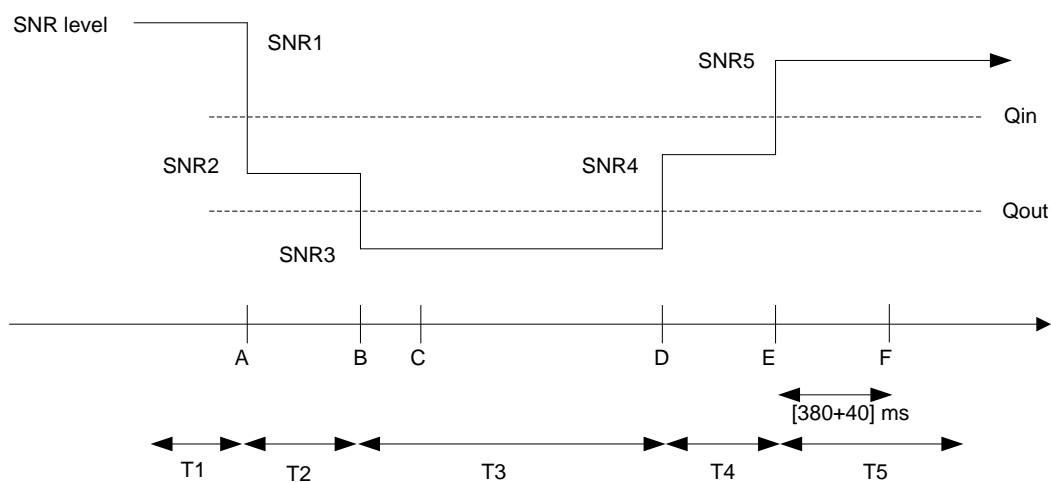 SNR level
SNR1
SNR5
Qin
SNR2
SNR4
Qout
SNR3
A B C D E F
[380+40] ms
T1 T2 T3 T4 T5